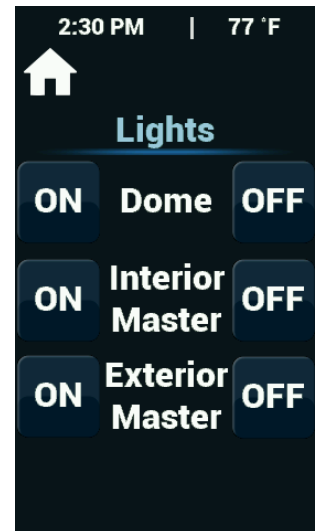 2:30 PM | 77 °F
Lights
ON Dome OFF
ON Interior Master OFF
ON Exterior Master OFF